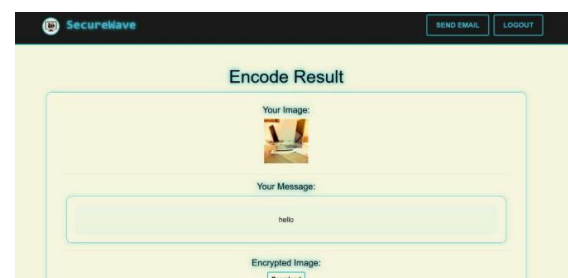 SecureWave
SEND EMAIL
LOGOUT
Encode Result
Your Image:
Your Message:
hello
Encrypted Image: